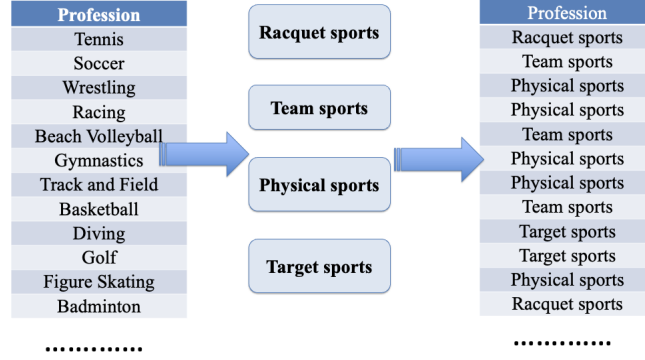 Profession
Tennis
Soccer
Wrestling
Racing
Beach Volleyball
Gymnastics
Track and Field
Basketball
Diving
Golf
Figure Skating
Badminton
.............
Racquet sports
Team sports
Physical sports
Target sports
Profession
Racquet sports
Team sports
Physical sports
Physical sports
Team sports
Physical sports
Physical sports
Team sports
Target sports
Target sports
Physical sports
Racquet sports
.............